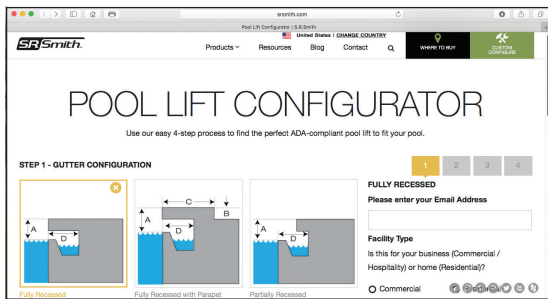 srsmith.com
Pool Lift Configurator | S.R.Smith
United States | CHANGE COUNTRY
SRSmith.
Products Resources Blog Contact
WHERE TO BUY
CUSTOM
CONFIGURE
POOL LIFT CONFIGURATOR
Use our easy 4-step process to find the perfect ADA-compliant pool lift to fit your pool.
STEP 1 - GUTTER CONFIGURATION
1 2 3 4
A D
A C B D
A D
Fully Recessed
Fully Recessed with Parapet
Partially Recessed
FULLY RECESSED
Please enter your Email Address
Facility Type
Is this for your business (Commercial /
Hospitality) or home (Residential)?
Commercial Residential